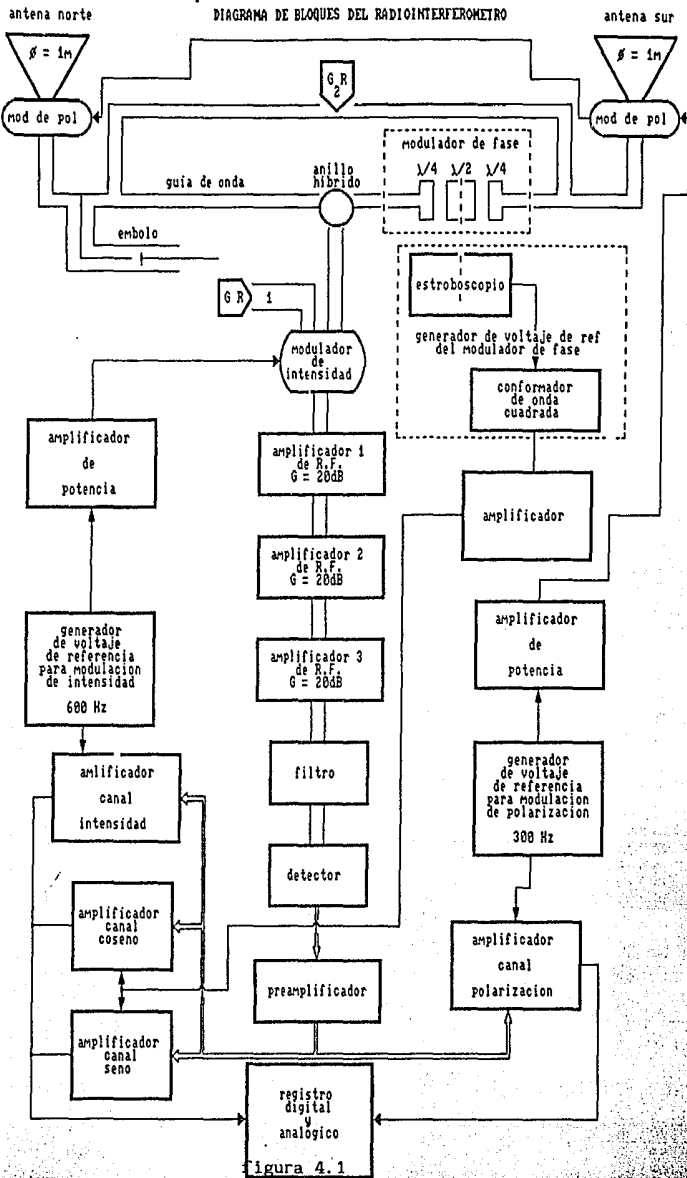 DIAGRAMA DE BLOQUES DEL RADIOINTERFEROMETRO
antena norte
antena sur
ø = 1m
ø = 1m
mod de pol
mod de pol
G R
2
modulador de fase
λ/4 λ/2 λ/4
anillo
hibrido
guia de onda
embolo
estroboscopio
generador de voltaje de ref
del modulador de fase
conformador
de onda
cuadrada
G R 1
modulador
de
intensidad
amplificador
de
potencia
amplificador 1
de R.F.
G = 20dB
amplificador
amplificador 2
de R.F.
G = 20dB
generador
de voltaje
de referencia
para modulacion
de intensidad
600 Hz
amplificador
de
potencia
amplificador 3
de R.F.
G = 20dB
amlificador
canal
intensidad
filtro
generador
de voltaje
de referencia
para modulacion
de polarizacion
300 Hz
detector
amplificador
canal
coseno
amplificador
canal
polarizacion
preamplificador
amplificador
canal
seno
registro
digital
y
analógico
figura 4.1